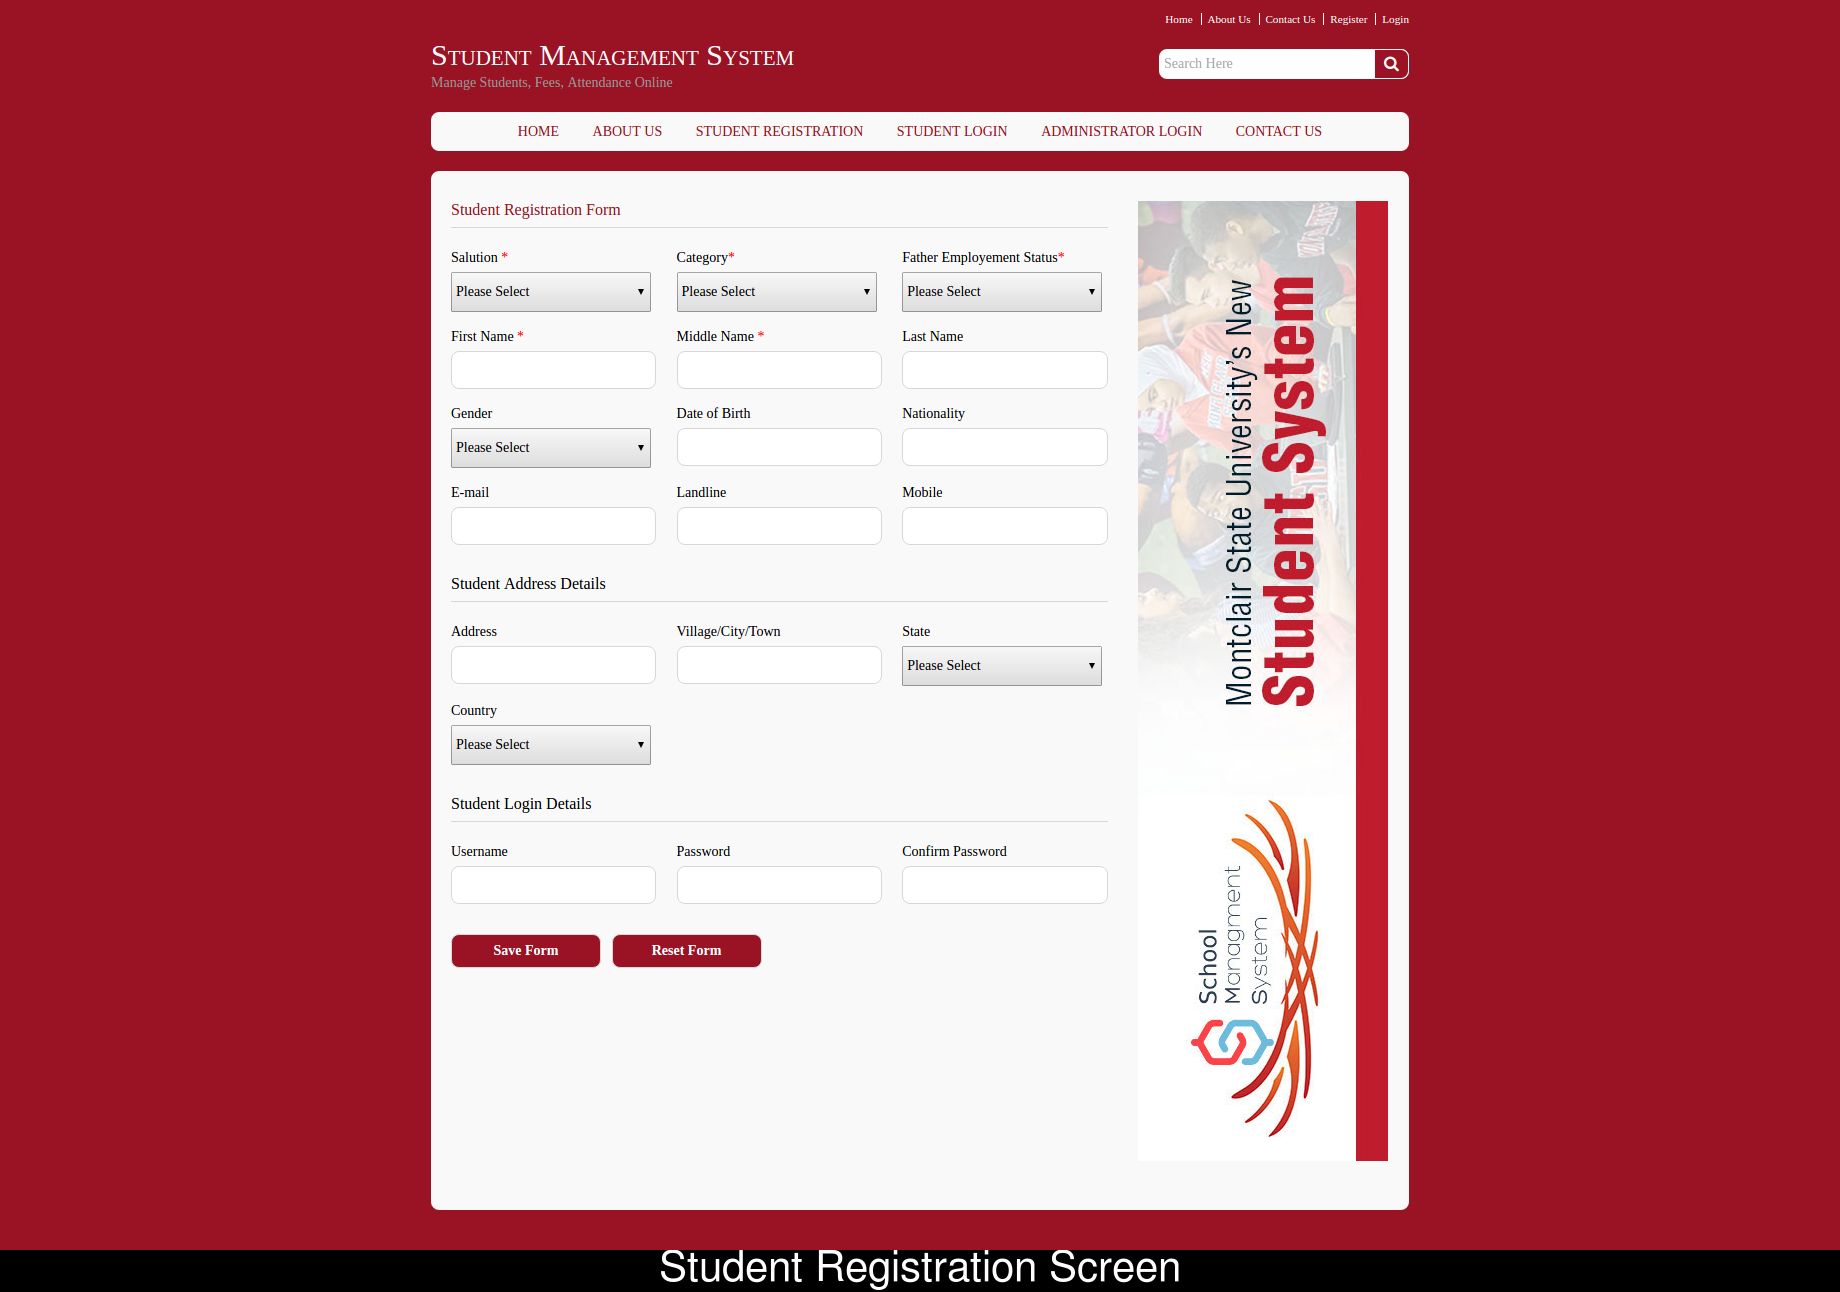 Home About Us Contact Us Register Login
Student Management System
Manage Students, Fees, Attendance Online
Search Here
HOME ABOUT US STUDENT REGISTRATION STUDENT LOGIN ADMINISTRATOR LOGIN CONTACT US
Student Registration Form
Salution * Category* Father Employement Status*
Please Select Please Select Please Select
First Name * Middle Name * Last Name
Gender Date of Birth Nationality
Please Select
E-mail Landline Mobile
Student Address Details
Address Village/City/Town State
Please Select
Country
Please Select
Student Login Details
Username Password Confirm Password
Save Form Reset Form
Montclair State University's New
Student System
School
Managment
System
Student Registration Screen